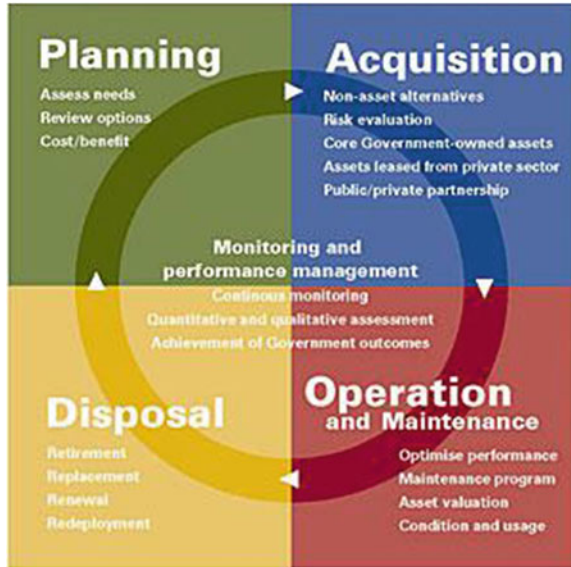 Planning
Assess needs
Review options
Cost/benefit
Acquisition
Non-asset alternatives
Risk evaluation
Core Government-owned assets
Assets leased from private sector
Public/private partnership
Monitoring and
performance management
Continous monitoring
Quantitative and qualitative assessment
Achievement of Government outcomes
Disposal
Retirement
Replacement
Renewal
Redeployment
Operation
and Maintenance
Optimise performance
Maintenance program
Asset valuation
Condition and usage